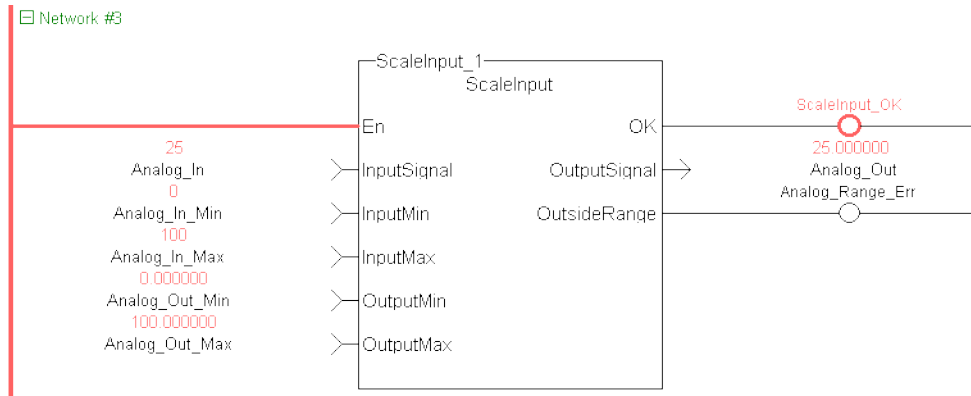 Network #3
ScaleInput_1
ScaleInput
ScaleInput_OK
En
OK
25
25.000000
Analog_In
InputSignal
OutputSignal
Analog_Out
0
Analog_Range_Err
Analog_In_Min
InputMin
OutsideRange
100
Analog_In_Max
InputMax
0.000000
Analog_Out_Min
OutputMin
100.000000
Analog_Out_Max
OutputMax